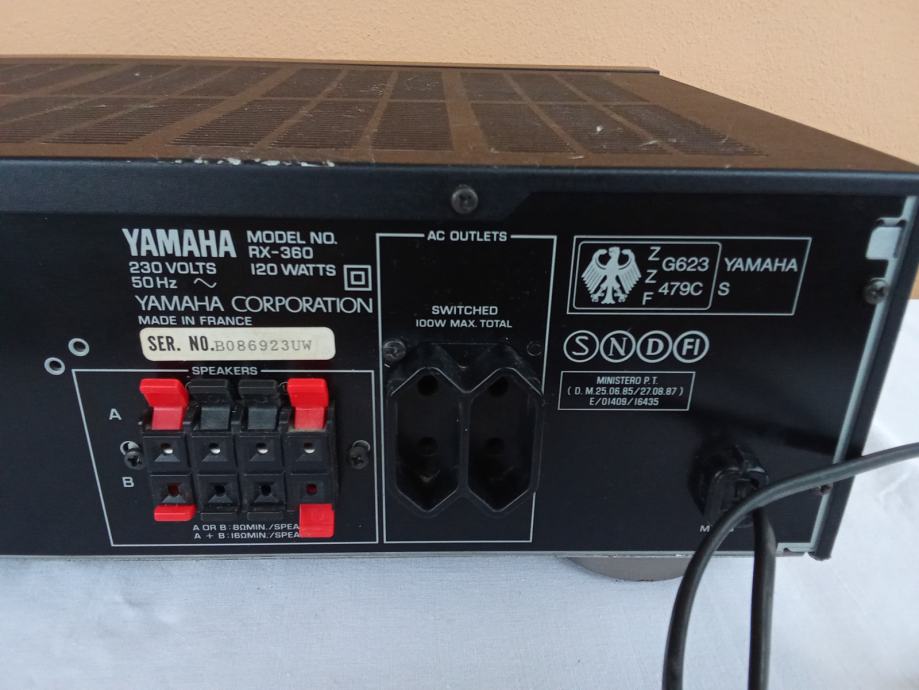 YAMAHA MODEL NO.
RX-360
230 VOLTS 120 WATTS
50Hz ~
YAMAHA CORPORATION
MADE IN FRANCE
SER. NO. B086923UW
SPEAKERS
A
B
A OR B : 8ΩMIN./SPEA
A + B : 16ΩMIN./SPEA
AC OUTLETS
SWITCHED
100W MAX. TOTAL
Z
Z
F
G623
479C
YAMAHA
S
S N D FI
MINISTERO P.T.
( D. M.25.06.85/27.08.87 )
E/01409/16435